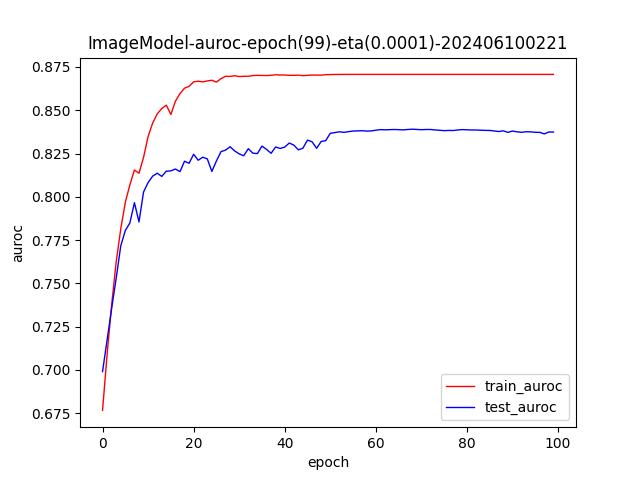 ImageModel-auroc-epoch(99)-eta(0.0001)-202406100221
auroc
0.875
0.850
0.825
0.800
0.775
0.750
0.725
0.700
0.675
train_auroc
test_auroc
0 20 40 60 80 100
epoch